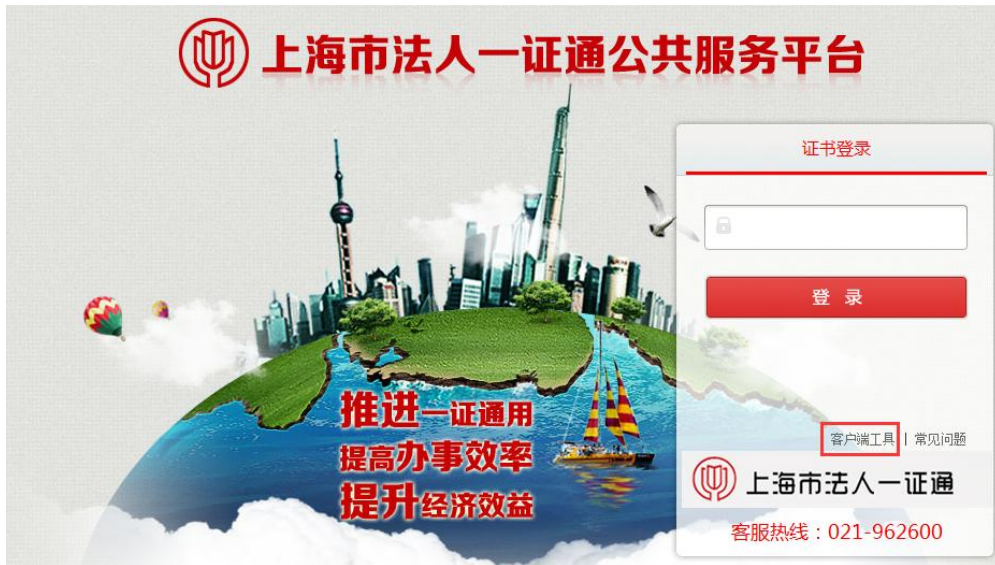 上海市法人一证通公共服务平台
证书登录
登 录
推进一证通用
提高办事效率
提升经济效益
客户端工具 | 常见问题
上海市法人一证通
客服热线：021-962600